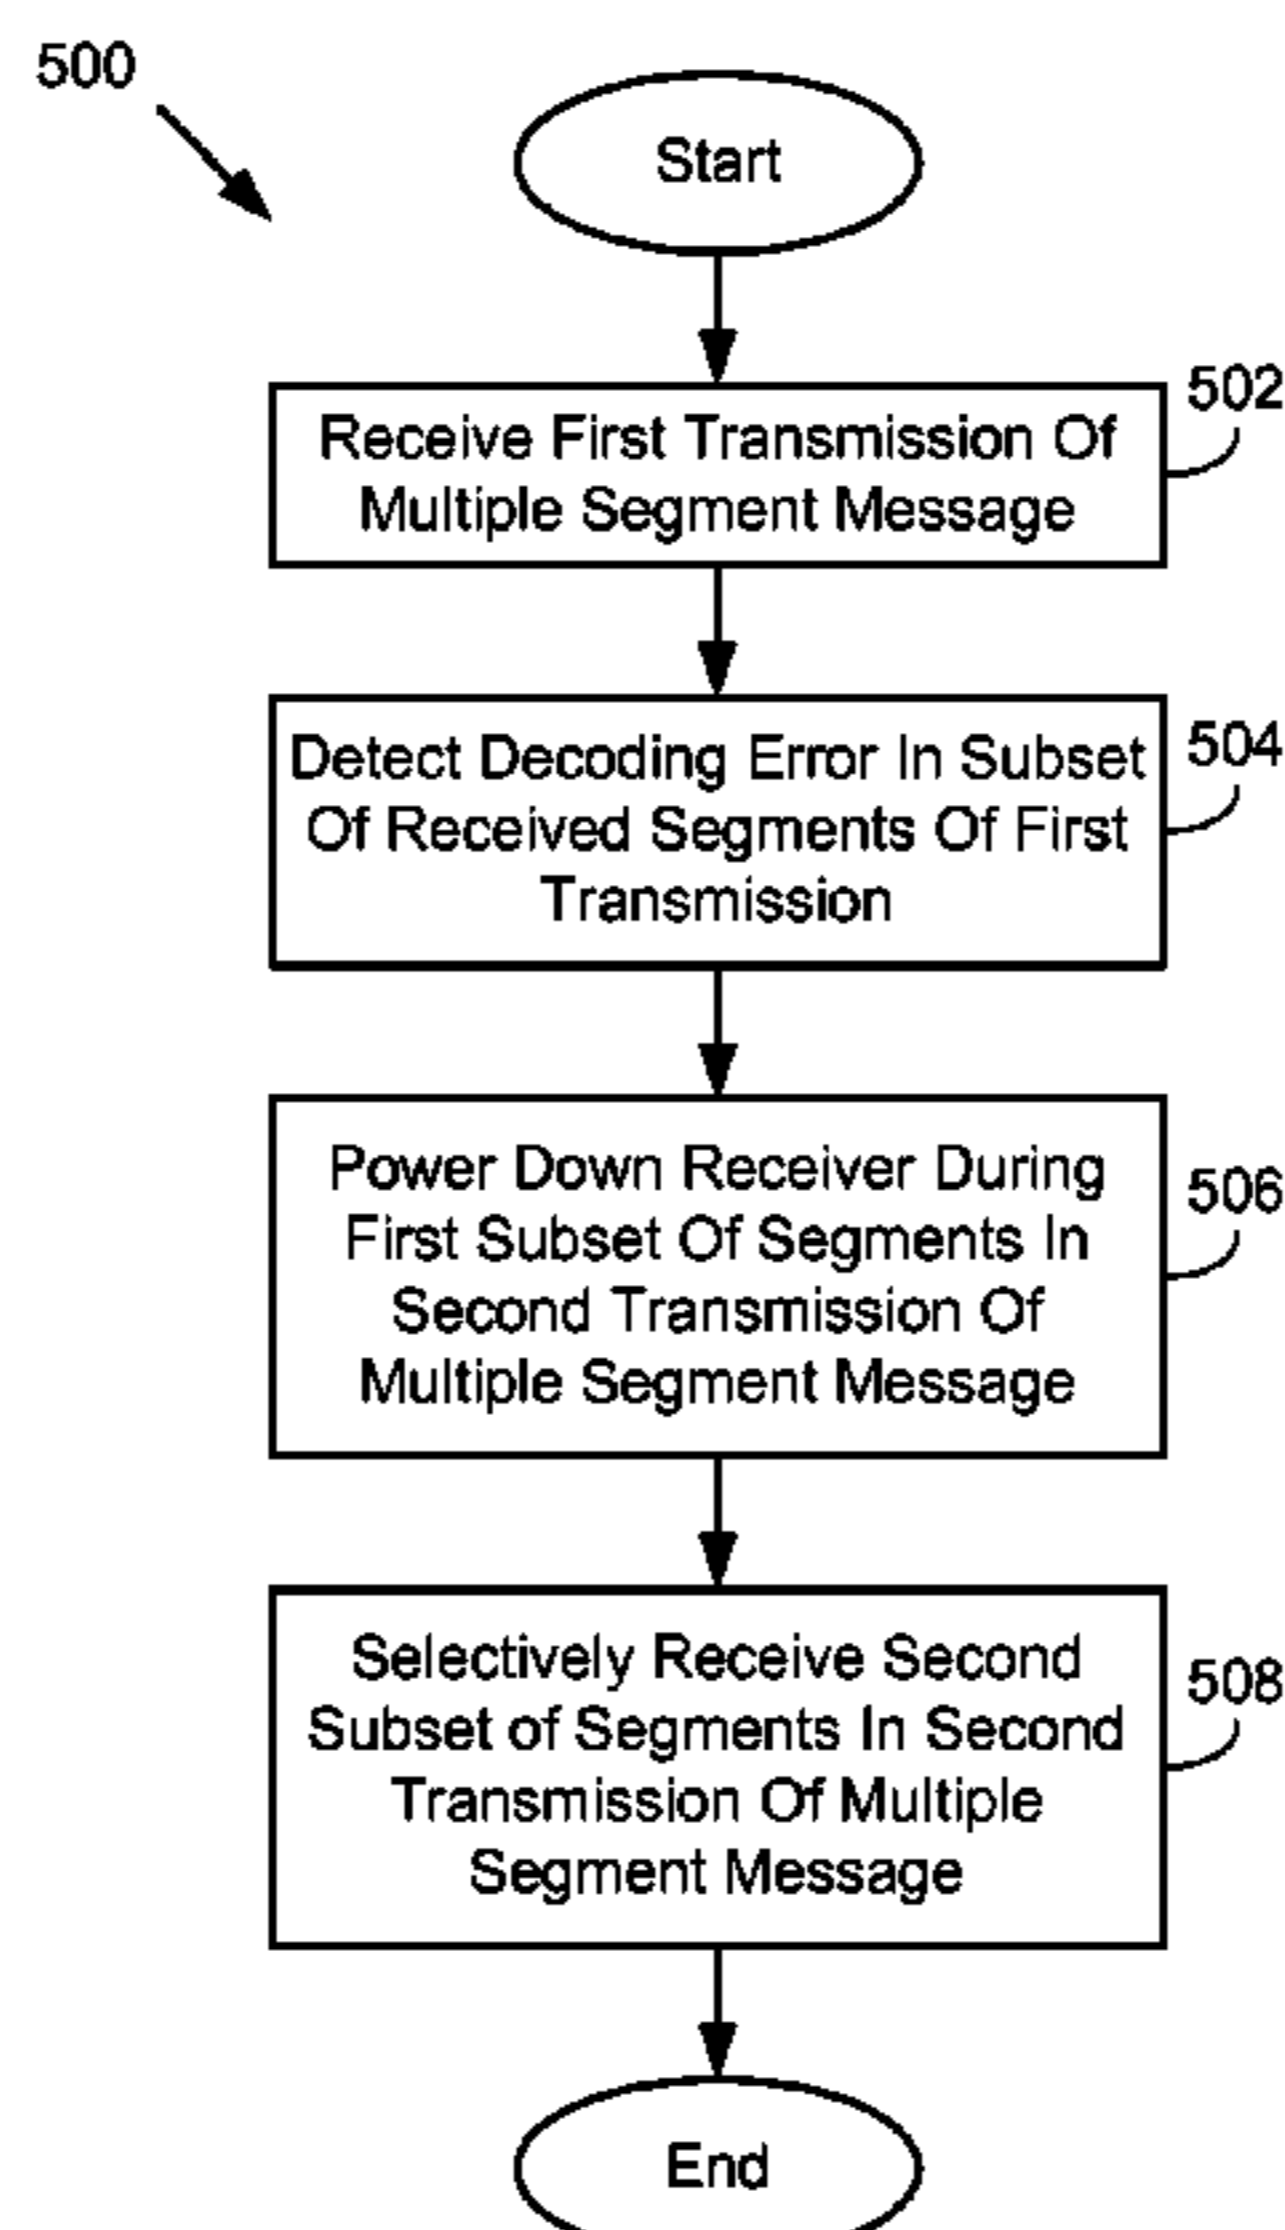 500
Start
502
Receive First Transmission Of
Multiple Segment Message
504
Detect Decoding Error In Subset
Of Received Segments Of First
Transmission
506
Power Down Receiver During
First Subset Of Segments In
Second Transmission Of
Multiple Segment Message
508
Selectively Receive Second
Subset of Segments In Second
Transmission Of Multiple
Segment Message
End